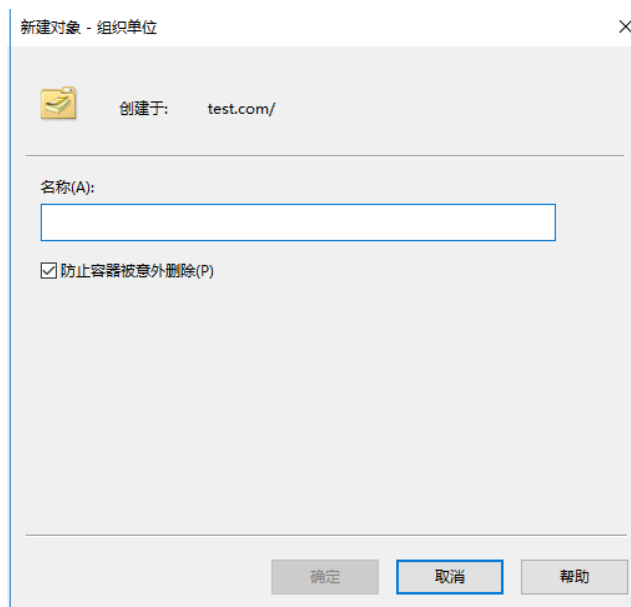 新建对象 - 组织单位
创建于: test.com/
名称(A):
防止容器被意外删除(P)
确定 取消 帮助